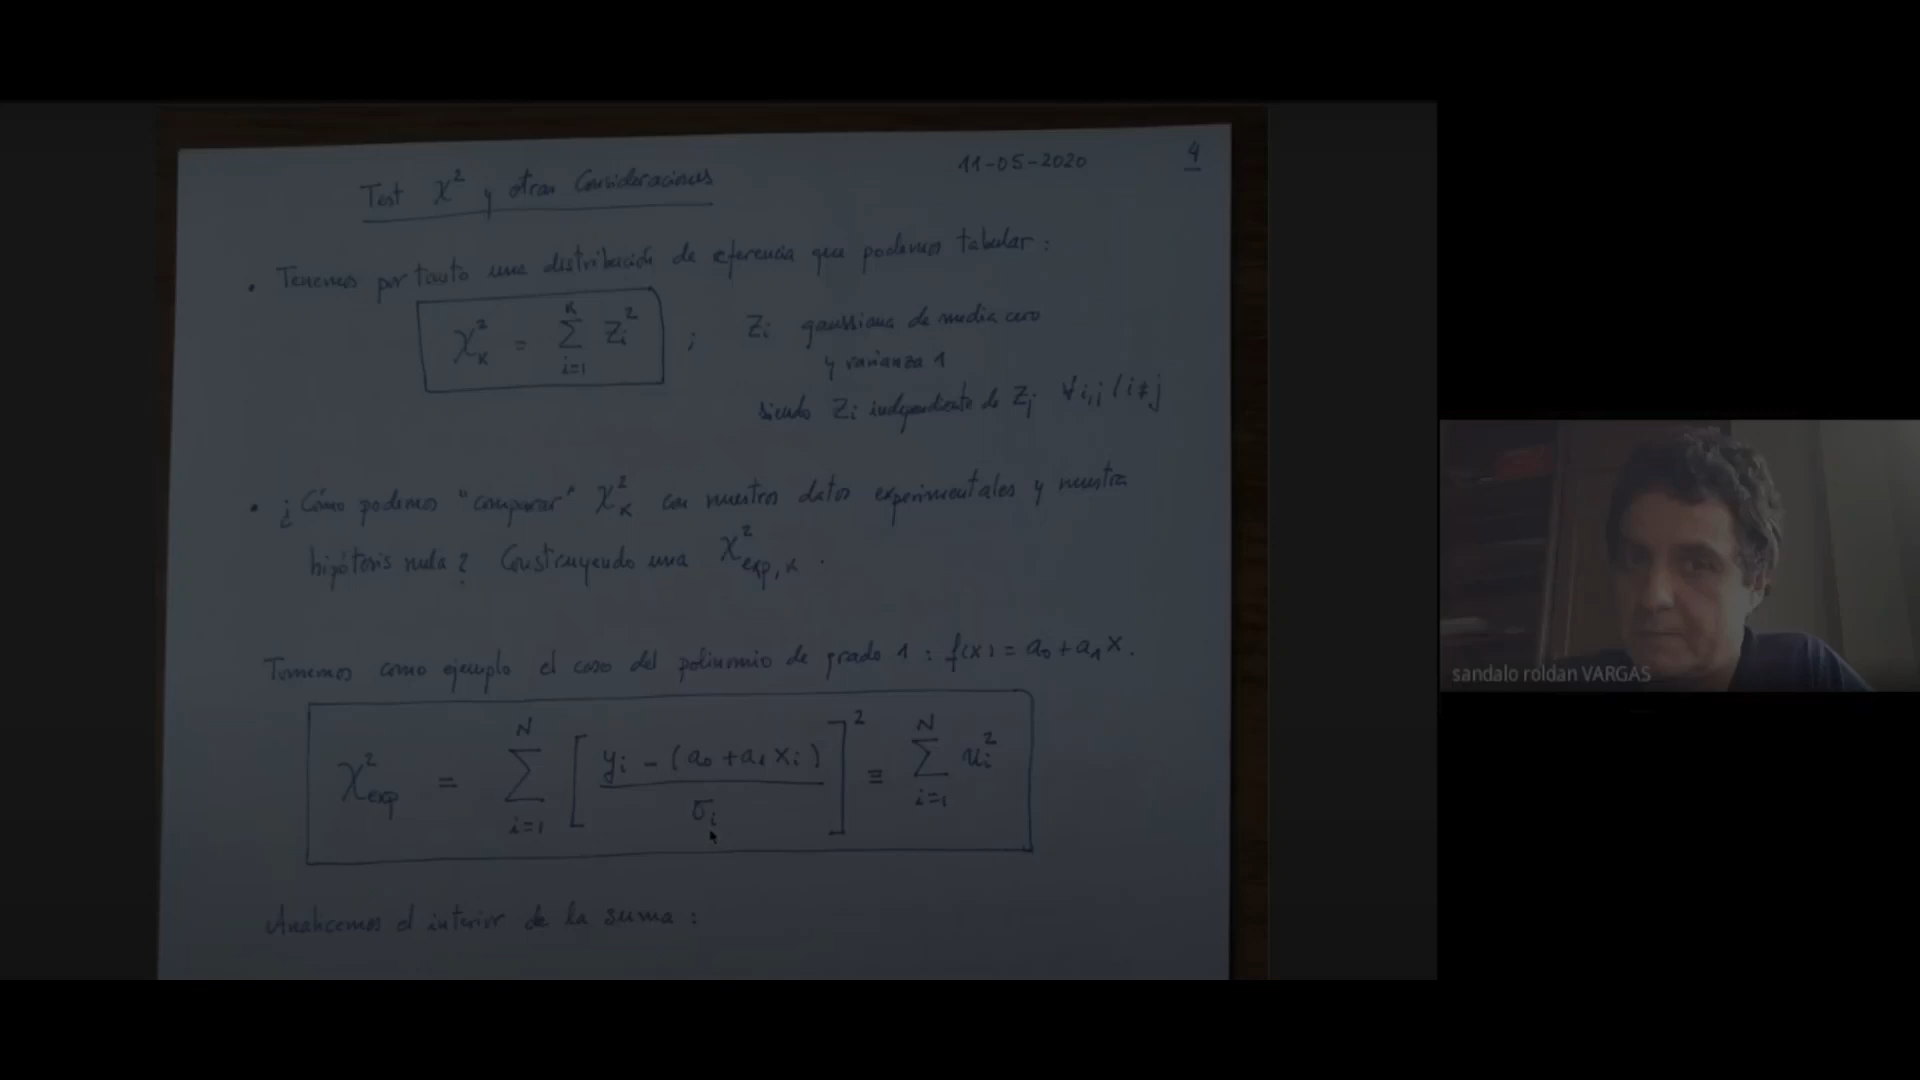 11-05-2020 4
Test χ² y otras Consideraciones
• Tenemos por tanto una distribución de referencia que podemos tabular :
χ²_K = Σ_{i=1}^{K} Z_i² ; Z_i gaussiana de media cero
y varianza 1
siendo Z_i independiente de Z_j ∀ i,j / i≠j
• ¿Cómo podemos "comparar" χ²_K con nuestros datos experimentales y nuestra
hipótesis nula? Construyendo una χ²_{exp,K} .
Tomemos como ejemplo el caso del polinomio de grado 1 : f(x) = a₀ + a₁ x .
χ²_exp = Σ_{i=1}^{N} [ (y_i - (a₀ + a₁ x_i)) / σ_i ]² ≡ Σ_{i=1}^{N} u_i²
Analicemos el interior de la suma :
sandalo roldan VARGAS